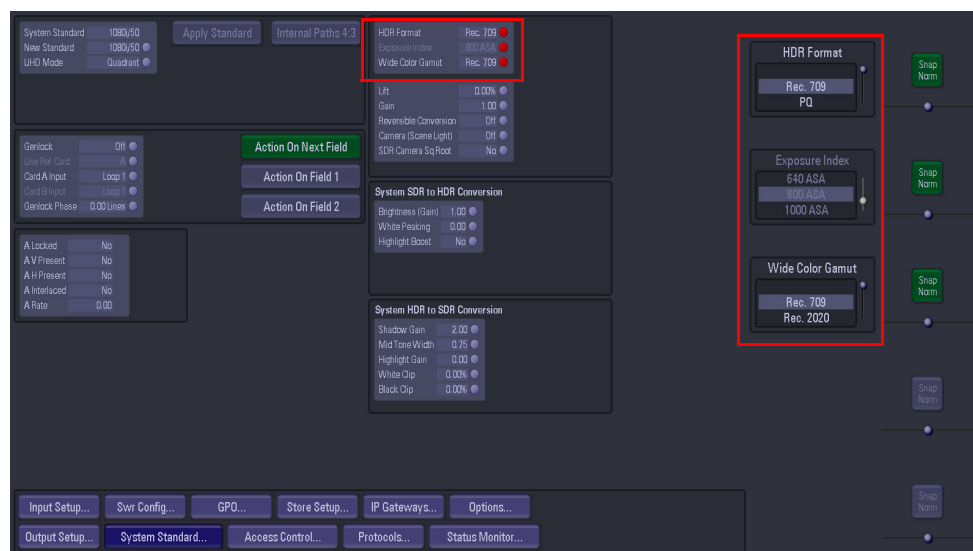 System Standard 1080i/50
New Standard 1080i/50
UHD Mode Quadrant
Apply Standard
Internal Paths 4:3
HDR Format Rec. 709
Exposure Index 800 ASA
Wide Color Gamut Rec. 709
Lift 0.00%
Gain 1.00
Reversible Conversion Off
Camera (Scene Light) Off
SDR Camera Sq Root No
Genlock Off
Use Ref Card A
Card A Input Loop 1
Card B Input Loop 1
Genlock Phase 0.00 Lines
Action On Next Field
Action On Field 1
Action On Field 2
System SDR to HDR Conversion
Brightness (Gain) 1.00
White Peaking 0.00
Highlight Boost No
A Locked No
A V Present No
A H Present No
A Interlaced No
A Rate 0.00
System HDR to SDR Conversion
Shadow Gain 2.00
Mid Tone Width 0.75
Highlight Gain 0.00
White Clip 0.00%
Black Clip 0.00%
HDR Format
Rec. 709
PQ
Snap
Norm
Exposure Index
640 ASA
800 ASA
1000 ASA
Snap
Norm
Wide Color Gamut
Rec. 709
Rec. 2020
Snap
Norm
Snap
Norm
Snap
Norm
Input Setup...
Swr Config...
GPO...
Store Setup...
IP Gateways...
Options...
Output Setup...
System Standard...
Access Control...
Protocols...
Status Monitor...